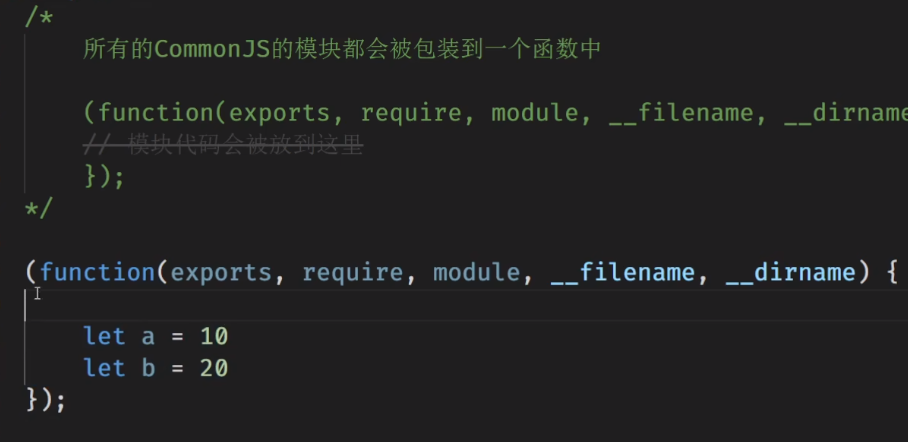 /*
所有的CommonJS的模块都会被包装到一个函数中
(function(exports, require, module, __filename, __dirname
// 模块代码会被放到这里
});
*/
(function(exports, require, module, __filename, __dirname) {
let a = 10
let b = 20
});